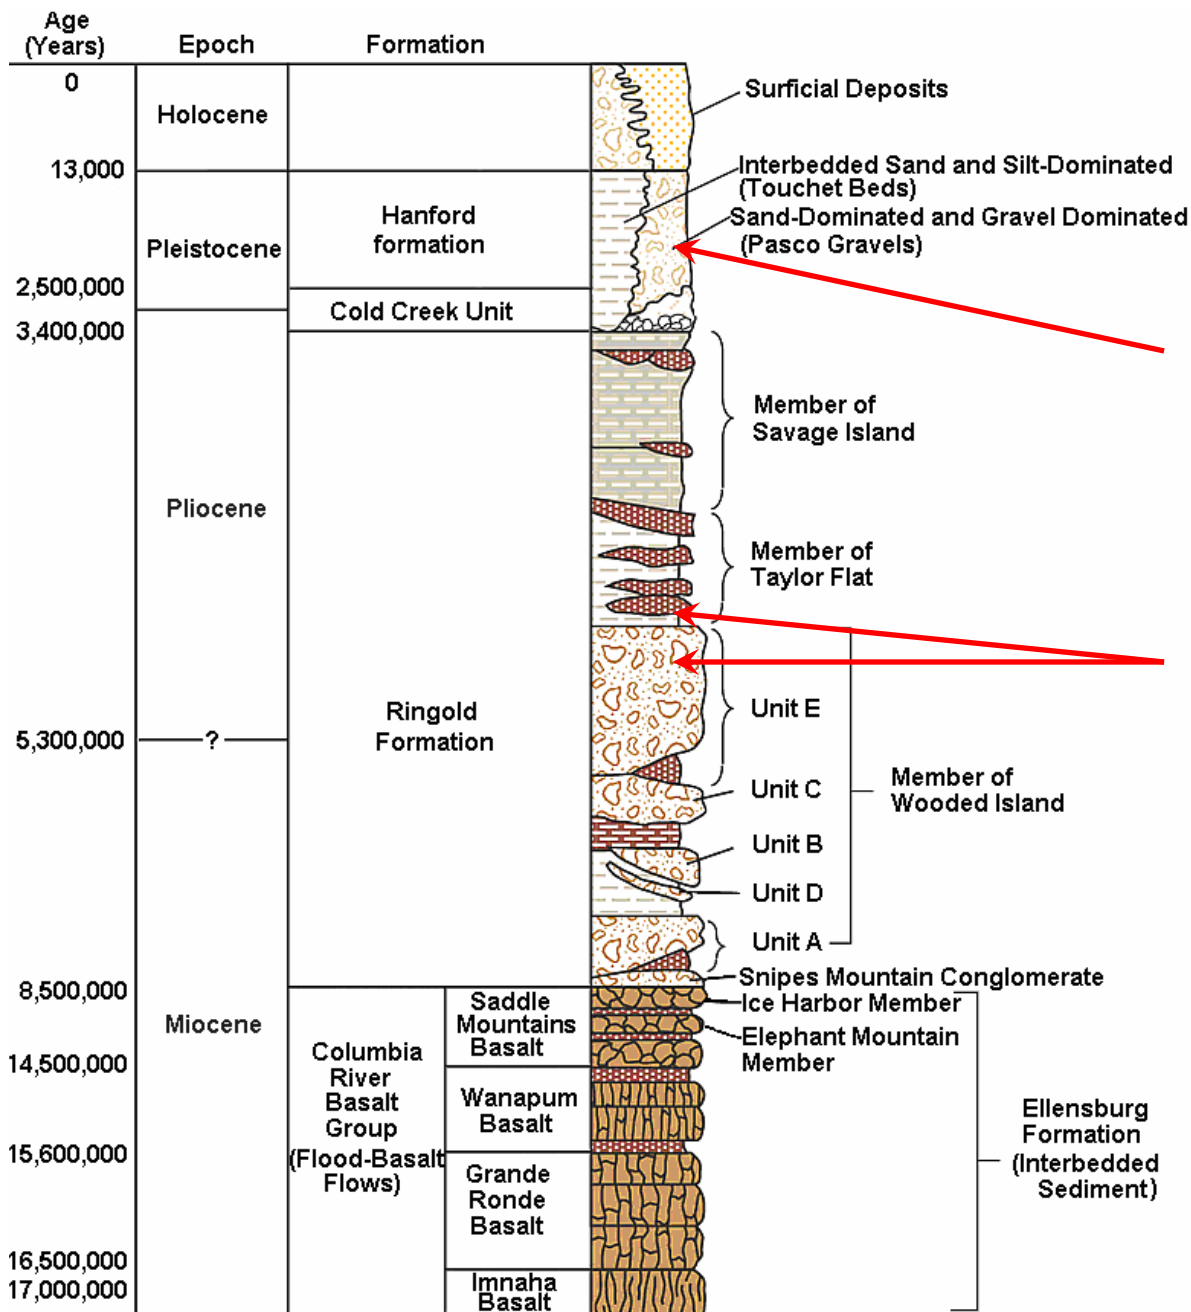 Age
(Years)
Epoch
Formation
0
Holocene
Surficial Deposits
13,000
Interbedded Sand and Silt-Dominated
(Touchet Beds)
Hanford
formation
Sand-Dominated and Gravel Dominated
(Pasco Gravels)
Pleistocene
2,500,000
Cold Creek Unit
3,400,000
Member of
Savage Island
Pliocene
Member of
Taylor Flat
Ringold
Formation
Unit E
5,300,000
?
Unit C
Member of
Wooded Island
Unit B
Unit D
Unit A
Snipes Mountain Conglomerate
8,500,000
Saddle
Mountains
Basalt
Ice Harbor Member
Miocene
Elephant Mountain
Member
14,500,000
Columbia
River
Basalt
Group
(Flood-Basalt
Flows)
Wanapum
Basalt
Ellensburg
Formation
(Interbedded
Sediment)
15,600,000
Grande
Ronde
Basalt
16,500,000
17,000,000
Imnaha
Basalt